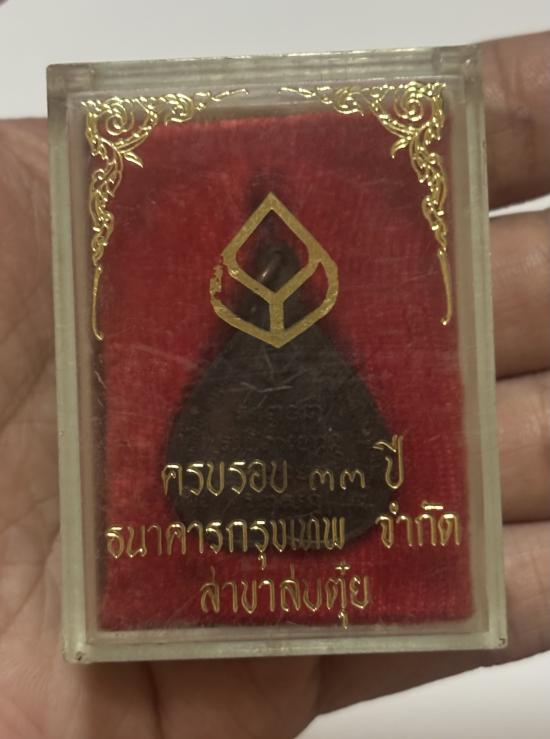 ครบรอบ ๓๓ ปี
ธนาคารกรุงเทพ จำกัด
สาขาสบตุ๋ย